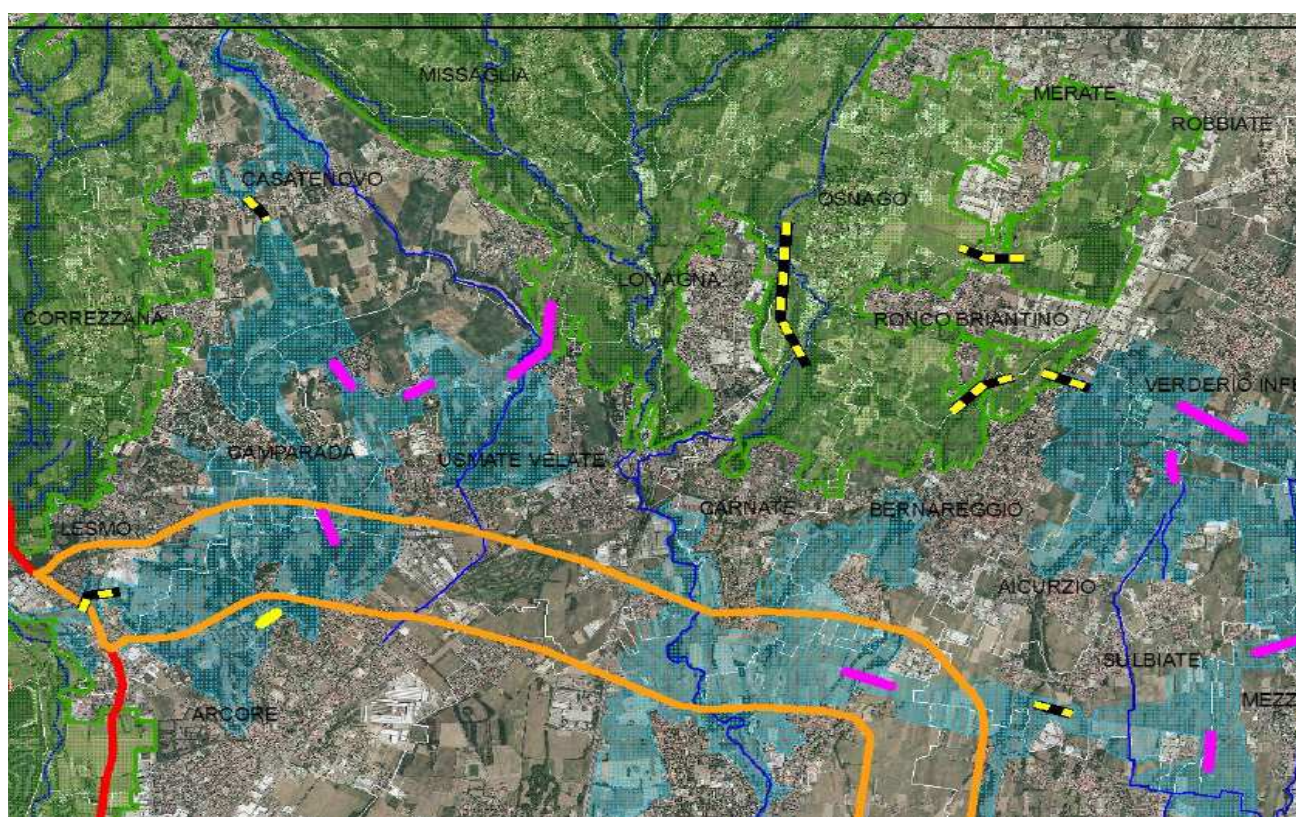 MISSAGLIA
MERATE
ROBBIATE
CASATENOVO
OSNAGO
LOMAGNA
CORREZZANA
RONCO BRIANTINO
VERDERIO INFE
CAMPARADA
USMATE VELATE
LESMO
CARNATE
BERNAREGGIO
AICURZIO
SULBIATE
ARCORE
MEZZ